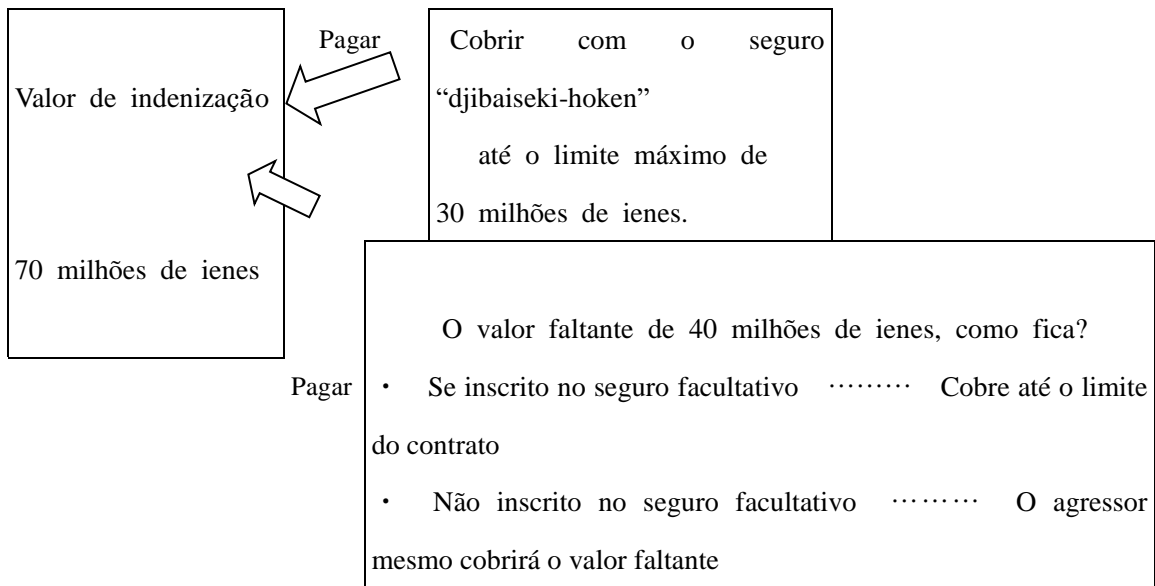 Valor de indenização
70 milhões de ienes
Pagar
Cobrir com o seguro
“djibaiseki-hoken”
até o limite máximo de
30 milhões de ienes.
O valor faltante de 40 milhões de ienes, como fica?
Pagar
・ Se inscrito no seguro facultativo ……… Cobre até o limite
do contrato
・ Não inscrito no seguro facultativo ……… O agressor
mesmo cobrirá o valor faltante